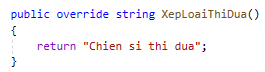 public override string XepLoaiThiDua()
{
    return "Chien si thi dua";
}